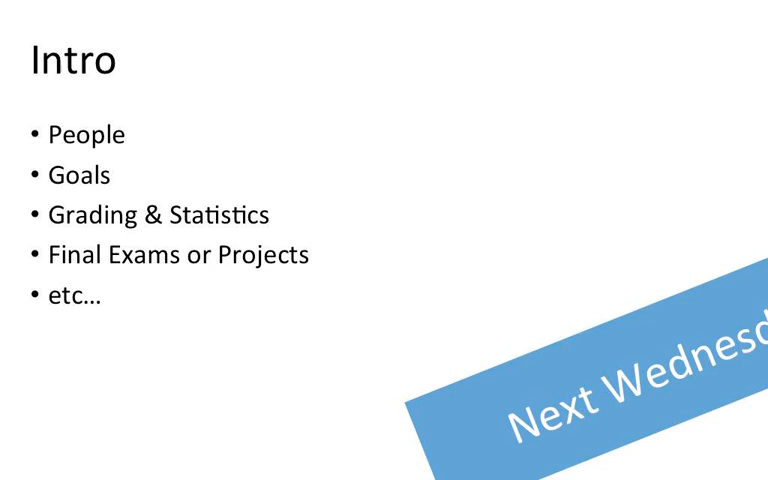 Intro
• People
• Goals
• Grading & Statistics
• Final Exams or Projects
• etc...
Next Wednesd